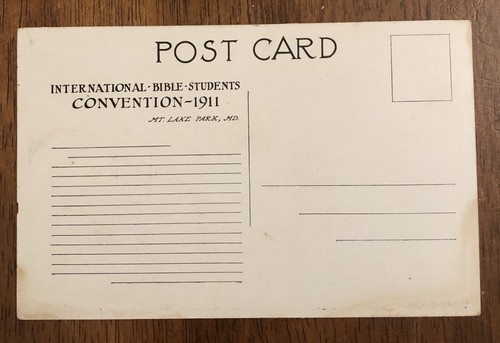 POST CARD
INTERNATIONAL·BIBLE·STUDENTS
CONVENTION–1911
MT. LAKE PARK, MD.